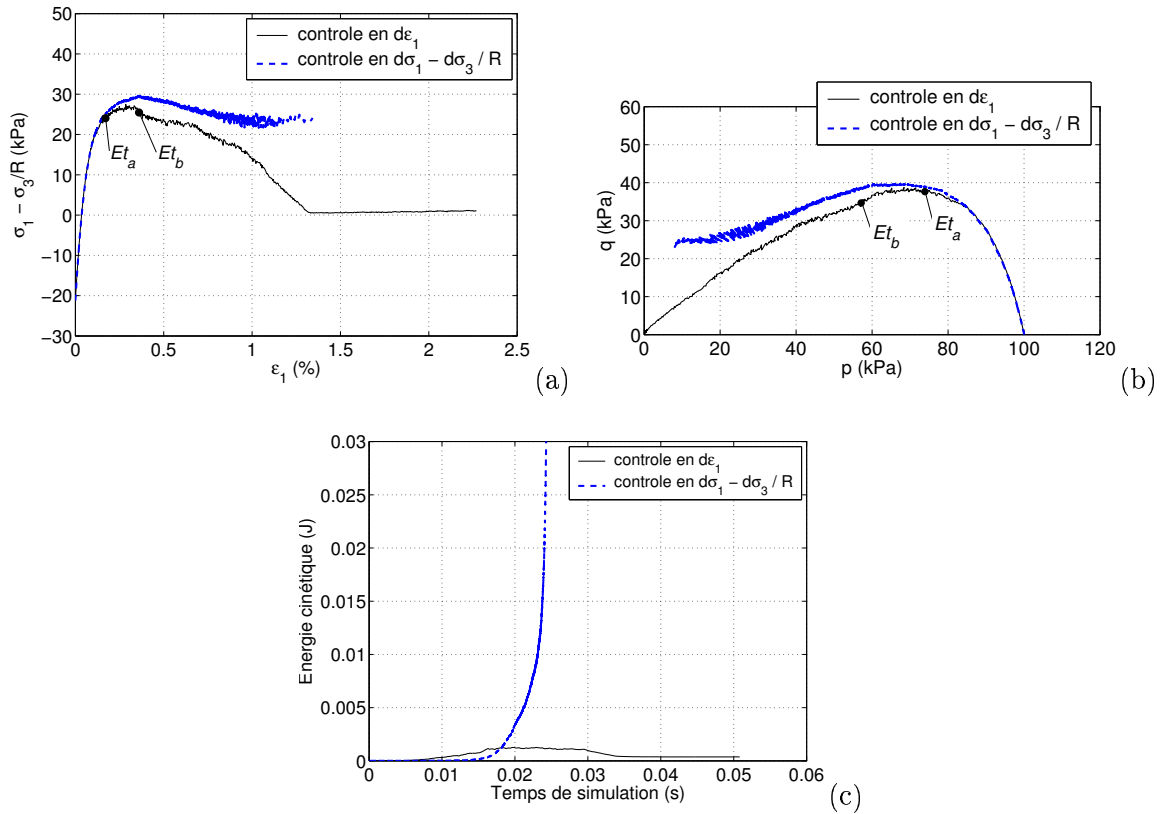 50
40
30
20
10
0
−10
−20
−30
0
0.5
1
1.5
2
2.5
σ1 − σ3/R (kPa)
ε1 (%)
controle en dε1
controle en dσ1 − dσ3 / R
Eta
Etb
(a)
60
50
40
30
20
10
0
0
20
40
60
80
100
120
q (kPa)
p (kPa)
controle en dε1
controle en dσ1 − dσ3 / R
Etb
Eta
(b)
0.03
0.025
0.02
0.015
0.01
0.005
0
0
0.01
0.02
0.03
0.04
0.05
0.06
Energie cinétique (J)
Temps de simulation (s)
controle en dε1
controle en dσ1 − dσ3 / R
(c)